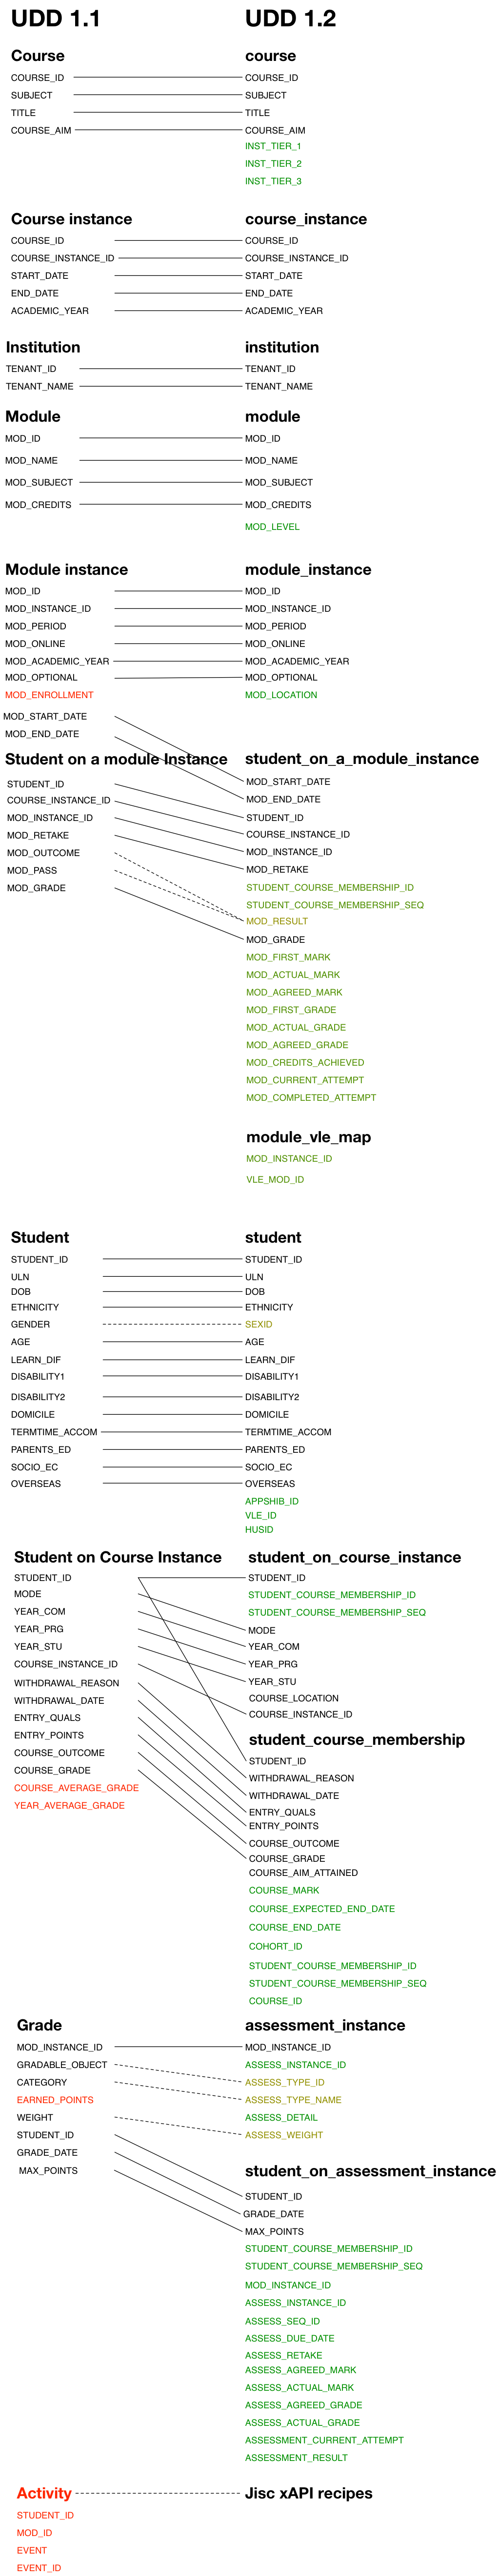 UDD 1.1 UDD 1.2
Course course
COURSE_ID COURSE_ID
SUBJECT SUBJECT
TITLE TITLE
COURSE_AIM COURSE_AIM
INST_TIER_1
INST_TIER_2
INST_TIER_3
Course instance course_instance
COURSE_ID COURSE_ID
COURSE_INSTANCE_ID COURSE_INSTANCE_ID
START_DATE START_DATE
END_DATE END_DATE
ACADEMIC_YEAR ACADEMIC_YEAR
Institution institution
TENANT_ID TENANT_ID
TENANT_NAME TENANT_NAME
Module module
MOD_ID MOD_ID
MOD_NAME MOD_NAME
MOD_SUBJECT MOD_SUBJECT
MOD_CREDITS MOD_CREDITS
MOD_LEVEL
Module instance module_instance
MOD_ID MOD_ID
MOD_INSTANCE_ID MOD_INSTANCE_ID
MOD_PERIOD MOD_PERIOD
MOD_ONLINE MOD_ONLINE
MOD_ACADEMIC_YEAR MOD_ACADEMIC_YEAR
MOD_OPTIONAL MOD_OPTIONAL
MOD_ENROLLMENT MOD_LOCATION
MOD_START_DATE
MOD_END_DATE
Student on a module Instance student_on_a_module_instance
STUDENT_ID MOD_START_DATE
COURSE_INSTANCE_ID MOD_END_DATE
MOD_INSTANCE_ID STUDENT_ID
MOD_RETAKE COURSE_INSTANCE_ID
MOD_OUTCOME MOD_INSTANCE_ID
MOD_PASS MOD_RETAKE
MOD_GRADE STUDENT_COURSE_MEMBERSHIP_ID
STUDENT_COURSE_MEMBERSHIP_SEQ
MOD_RESULT
MOD_GRADE
MOD_FIRST_MARK
MOD_ACTUAL_MARK
MOD_AGREED_MARK
MOD_FIRST_GRADE
MOD_ACTUAL_GRADE
MOD_AGREED_GRADE
MOD_CREDITS_ACHIEVED
MOD_CURRENT_ATTEMPT
MOD_COMPLETED_ATTEMPT
module_vle_map
MOD_INSTANCE_ID
VLE_MOD_ID
Student student
STUDENT_ID STUDENT_ID
ULN ULN
DOB DOB
ETHNICITY ETHNICITY
GENDER SEXID
AGE AGE
LEARN_DIF LEARN_DIF
DISABILITY1 DISABILITY1
DISABILITY2 DISABILITY2
DOMICILE DOMICILE
TERMTIME_ACCOM TERMTIME_ACCOM
PARENTS_ED PARENTS_ED
SOCIO_EC SOCIO_EC
OVERSEAS OVERSEAS
APPSHIB_ID
VLE_ID
HUSID
Student on Course Instance student_on_course_instance
STUDENT_ID STUDENT_ID
MODE STUDENT_COURSE_MEMBERSHIP_ID
YEAR_COM STUDENT_COURSE_MEMBERSHIP_SEQ
YEAR_PRG MODE
YEAR_STU YEAR_COM
COURSE_INSTANCE_ID YEAR_PRG
WITHDRAWAL_REASON YEAR_STU
WITHDRAWAL_DATE COURSE_LOCATION
ENTRY_QUALS COURSE_INSTANCE_ID
ENTRY_POINTS student_course_membership
COURSE_OUTCOME STUDENT_ID
COURSE_GRADE WITHDRAWAL_REASON
COURSE_AVERAGE_GRADE WITHDRAWAL_DATE
YEAR_AVERAGE_GRADE ENTRY_QUALS
ENTRY_POINTS
COURSE_OUTCOME
COURSE_GRADE
COURSE_AIM_ATTAINED
COURSE_MARK
COURSE_EXPECTED_END_DATE
COURSE_END_DATE
COHORT_ID
STUDENT_COURSE_MEMBERSHIP_ID
STUDENT_COURSE_MEMBERSHIP_SEQ
COURSE_ID
Grade assessment_instance
MOD_INSTANCE_ID MOD_INSTANCE_ID
GRADABLE_OBJECT ASSESS_INSTANCE_ID
CATEGORY ASSESS_TYPE_ID
EARNED_POINTS ASSESS_TYPE_NAME
WEIGHT ASSESS_DETAIL
STUDENT_ID ASSESS_WEIGHT
GRADE_DATE
MAX_POINTS student_on_assessment_instance
STUDENT_ID
GRADE_DATE
MAX_POINTS
STUDENT_COURSE_MEMBERSHIP_ID
STUDENT_COURSE_MEMBERSHIP_SEQ
MOD_INSTANCE_ID
ASSESS_INSTANCE_ID
ASSESS_SEQ_ID
ASSESS_DUE_DATE
ASSESS_RETAKE
ASSESS_AGREED_MARK
ASSESS_ACTUAL_MARK
ASSESS_AGREED_GRADE
ASSESS_ACTUAL_GRADE
ASSESSMENT_CURRENT_ATTEMPT
ASSESSMENT_RESULT
Activity Jisc xAPI recipes
STUDENT_ID
MOD_ID
EVENT
EVENT_ID